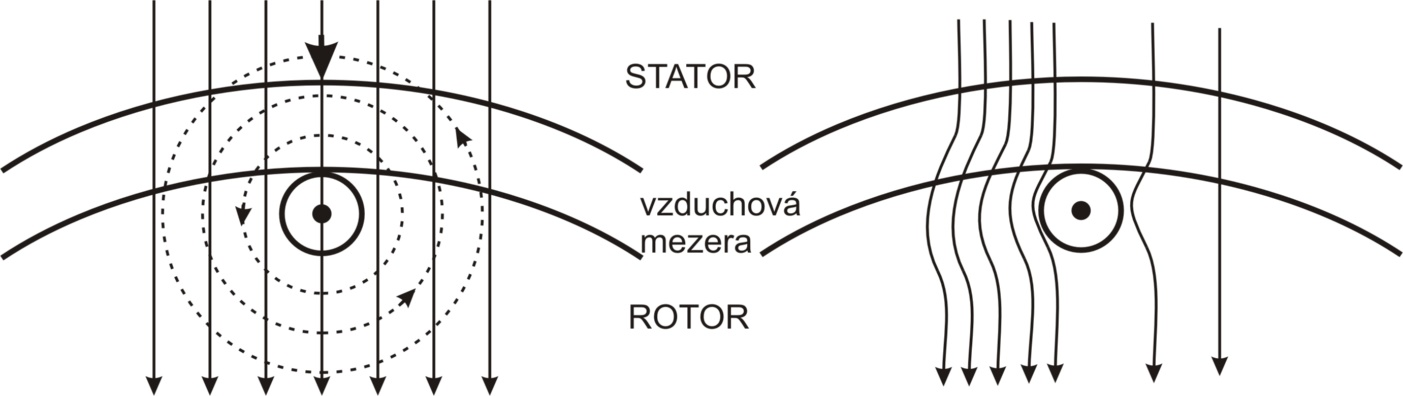 STATOR
vzduchová
mezera
ROTOR